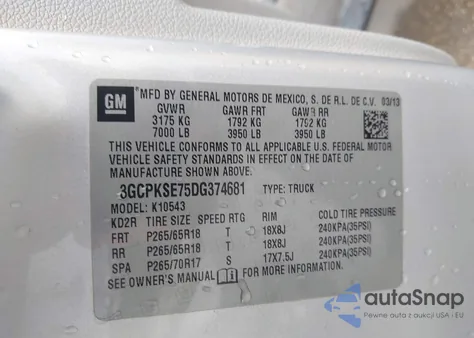 GM
MFD BY GENERAL MOTORS DE MEXICO, S. DE R.L. DE C.V. 03/13
GVWR GAWR FRT GAWR RR
3175 KG 1792 KG 1792 KG
7000 LB 3950 LB 3950 LB
THIS VEHICLE CONFORMS TO ALL APPLICABLE U.S. FEDERAL MOTOR
VEHICLE SAFETY STANDARDS IN EFFECT ON THE DATE OF
MANUFACTURE SHOWN ABOVE.
3GCPKSE75DG374681 TYPE: TRUCK
MODEL: K10543
KD2R TIRE SIZE SPEED RTG RIM COLD TIRE PRESSURE
FRT P265/65R18 T 18X8J 240KPA(35PSI)
RR P265/65R18 T 18X8J 240KPA(35PSI)
SPA P265/70R17 S 17X7.5J 240KPA(35PSI)
SEE OWNER'S MANUAL FOR MORE INFORMATION.
autoSnap
Pewne auto z USA i EU